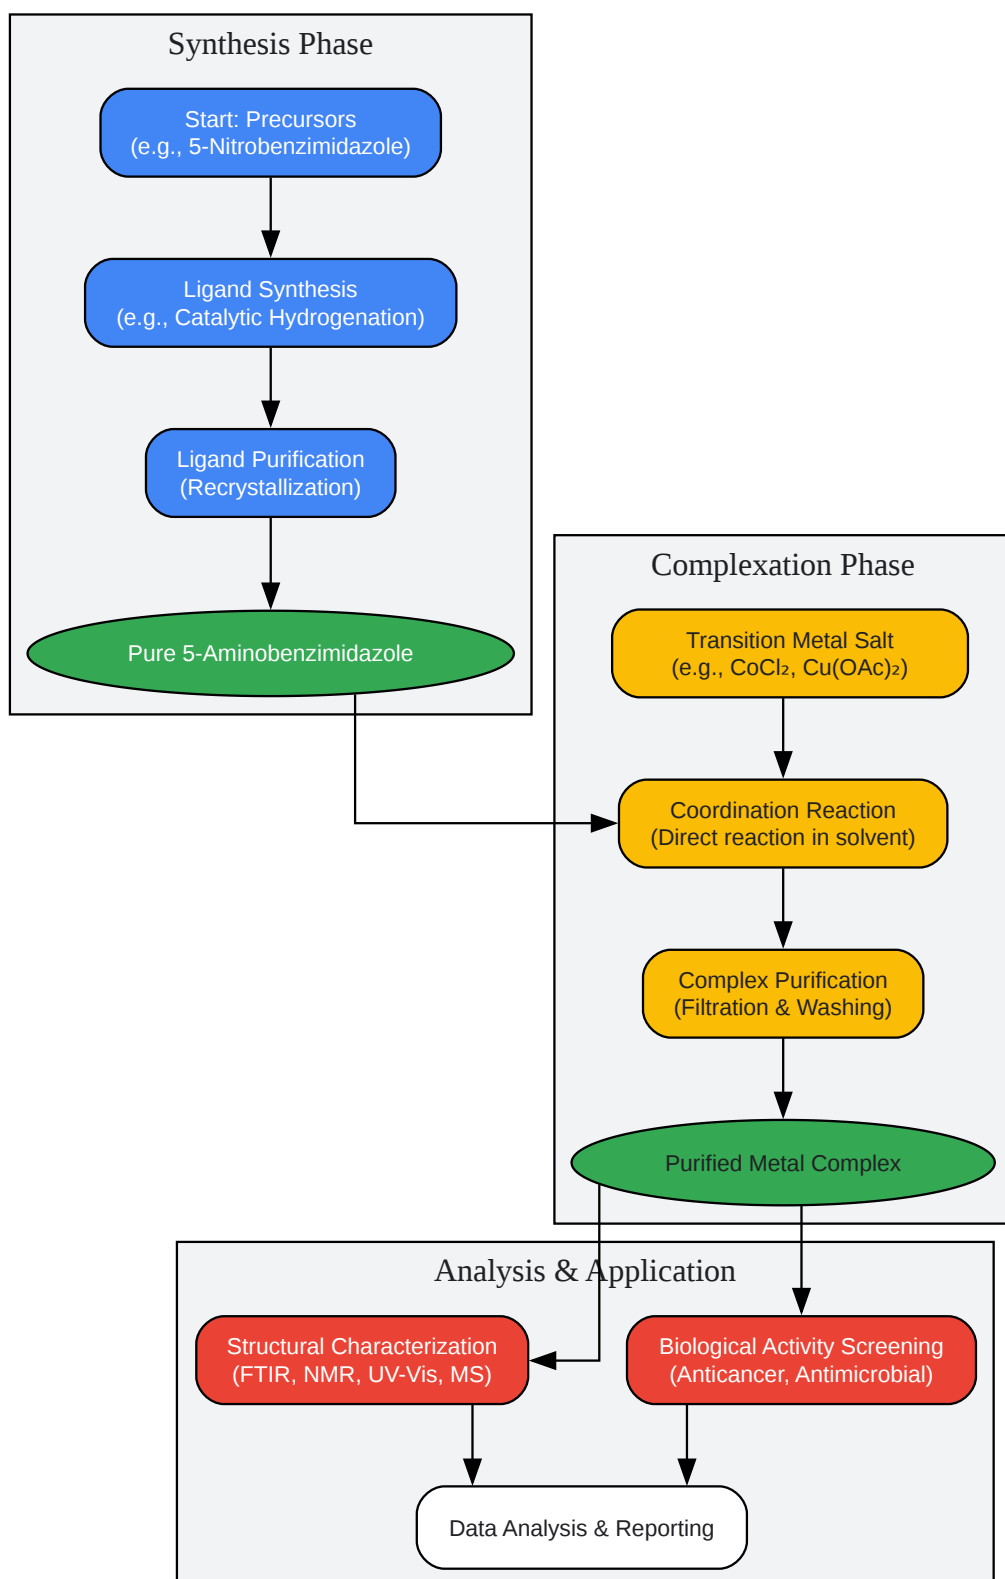 Synthesis Phase
Start: Precursors
(e.g., 5-Nitrobenzimidazole)
Ligand Synthesis
(e.g., Catalytic Hydrogenation)
Ligand Purification
(Recrystallization)
Pure 5-Aminobenzimidazole
Complexation Phase
Transition Metal Salt
(e.g., CoCl₂, Cu(OAc)₂)
Coordination Reaction
(Direct reaction in solvent)
Complex Purification
(Filtration & Washing)
Purified Metal Complex
Analysis & Application
Structural Characterization
(FTIR, NMR, UV-Vis, MS)
Biological Activity Screening
(Anticancer, Antimicrobial)
Data Analysis & Reporting